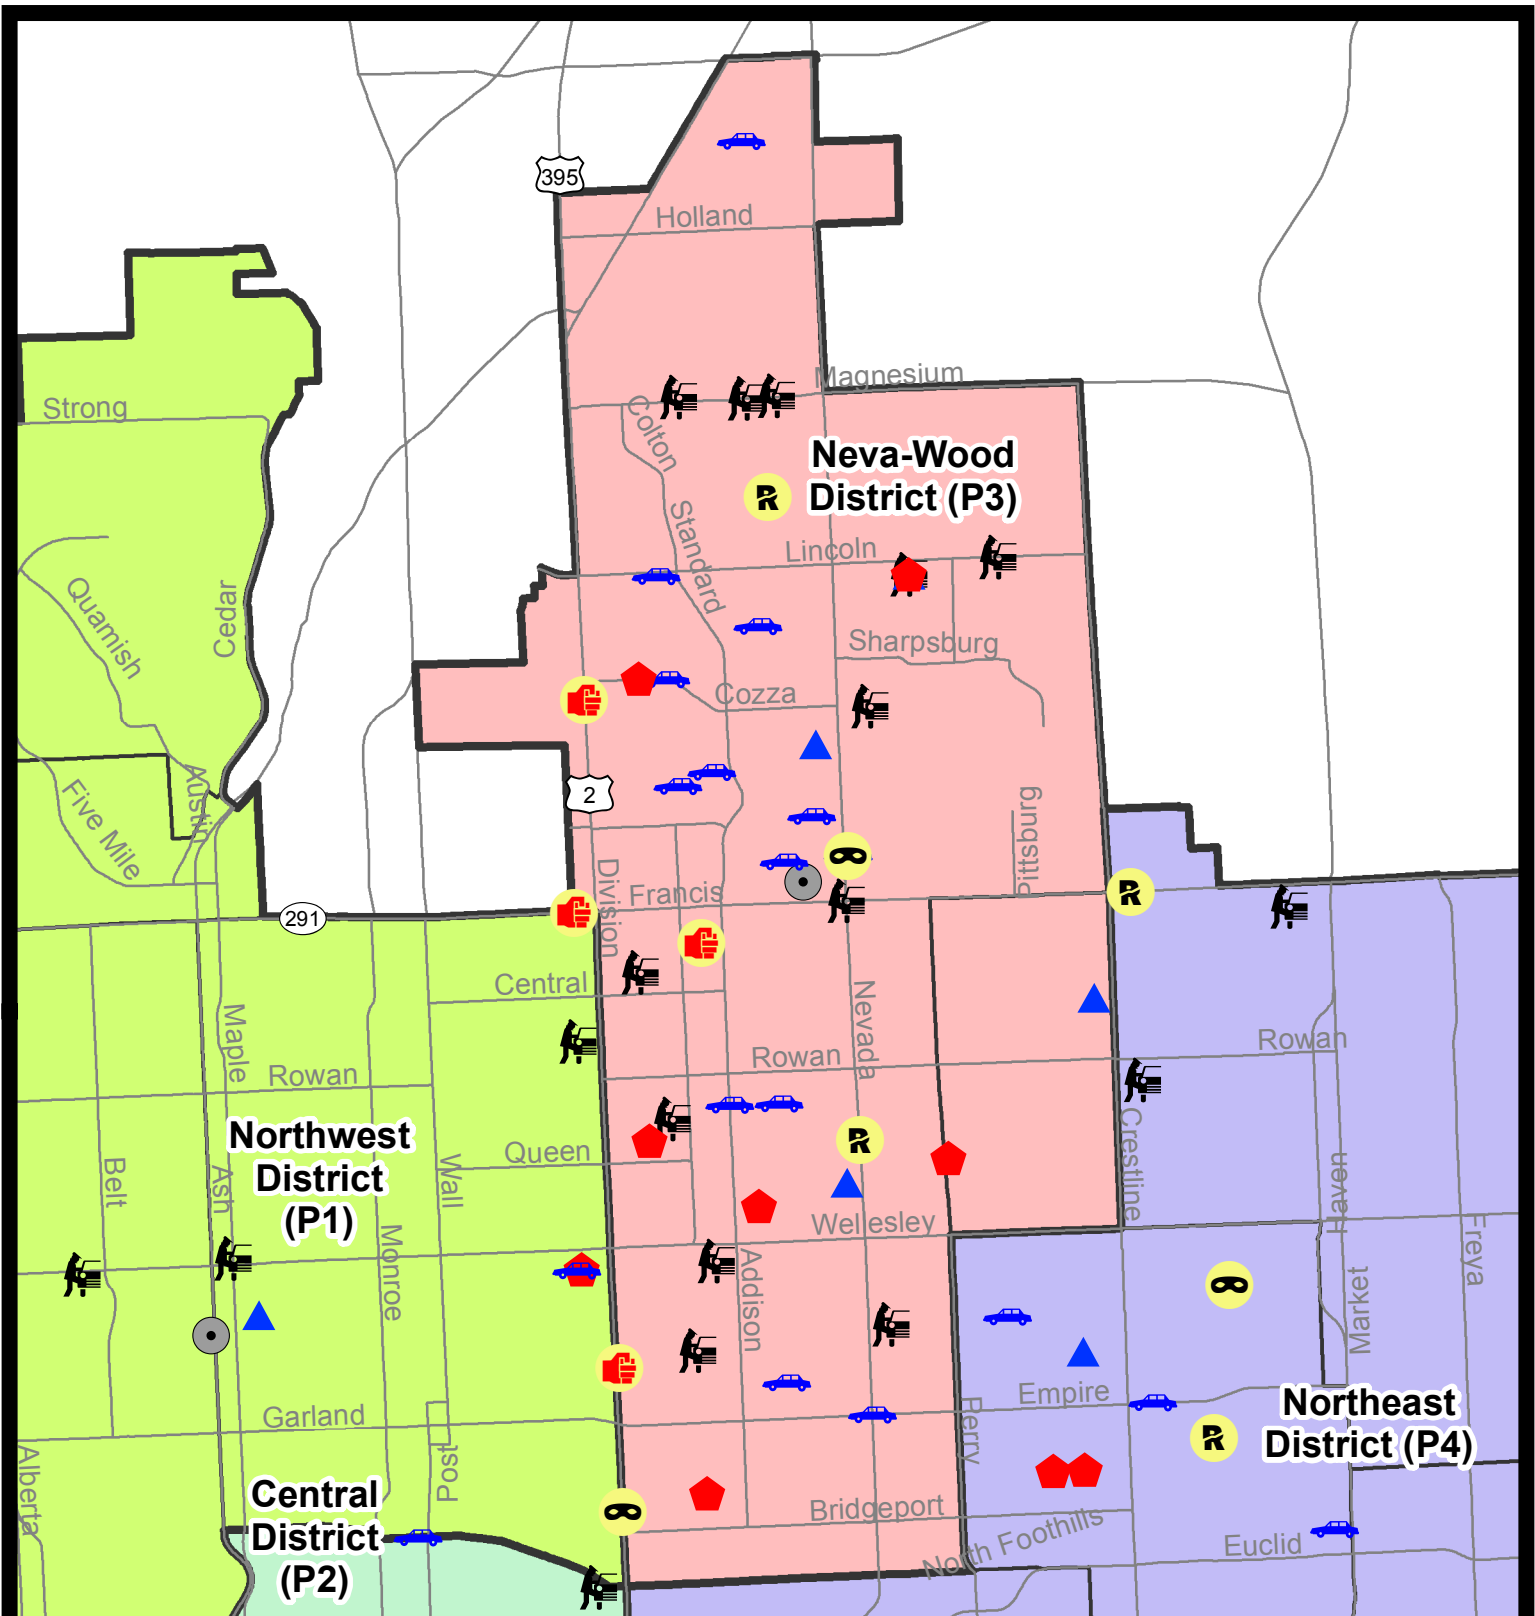 395
Holland
Magnesium
Strong
Colton
Neva-Wood
District (P3)
R
Standard
Lincoln
Quamish
Cedar
Sharpsburg
Cozza
Five Mile
Austin
2
Pittsburg
Division
Francis
R
291
Central
Maple
Nevada
Rowan
Rowan
Rowan
Northwest
District
(P1)
Belt
Ash
Wall
Queen
R
Crestline
Haven
Wellesley
Monroe
Addison
Freya
Market
Empire
Garland
Perry
Northeast
District (P4)
R
Alberta
Post
Central
District
(P2)
Bridgeport
North Foothills
Euclid